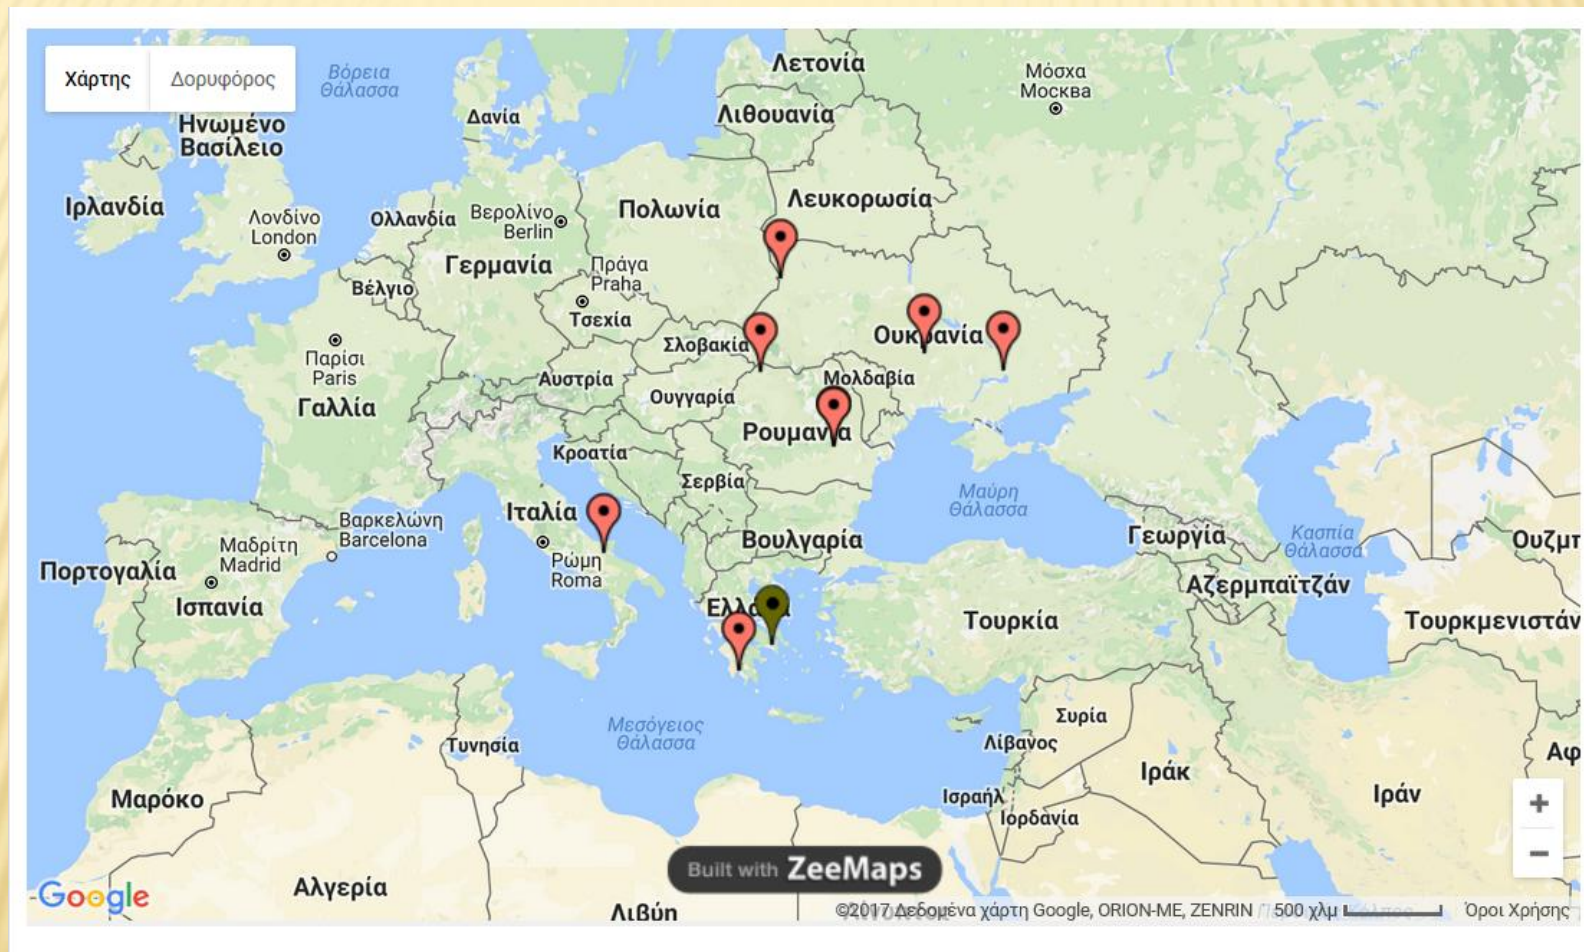 Χάρτης
Δορυφόρος
Βόρεια
Θάλασσα
Λετονία
Μόσχα
Москва
Δανία
Λιθουανία
Ηνωμένο
Βασίλειο
Ιρλανδία
Λονδίνο
London
Ολλανδία
Βερολίνο
Berlin
Πολωνία
Λευκορωσία
Γερμανία
Πράγα
Praha
Βέλγιο
Τσεχία
Παρίσι
Paris
Σλοβακία
Ουκρανία
Αυστρία
Μολδαβία
Γαλλία
Ουγγαρία
Ρουμανία
Κροατία
Σερβία
Μαύρη
Θάλασσα
Ιταλία
Βαρκελώνη
Barcelona
Βουλγαρία
Γεωργία
Κασπία
Θάλασσα
Ουζμπ
Μαδρίτη
Madrid
Ρώμη
Roma
Πορτογαλία
Ισπανία
Αζερμπαϊτζάν
Ελλάδα
Τουρκία
Τουρκμενιστάν
Μεσόγειος
Θάλασσα
Συρία
Τυνησία
Λίβανος
Αφ
Μαρόκο
Ιράκ
Ισραήλ
Ιράν
Ιορδανία
+
−
Built with ZeeMaps
Αλγερία
Google
Λιβύη
©2017 Δεδομένα χάρτη Google, ORION-ME, ZENRIN
500 χλμ
Όροι Χρήσης